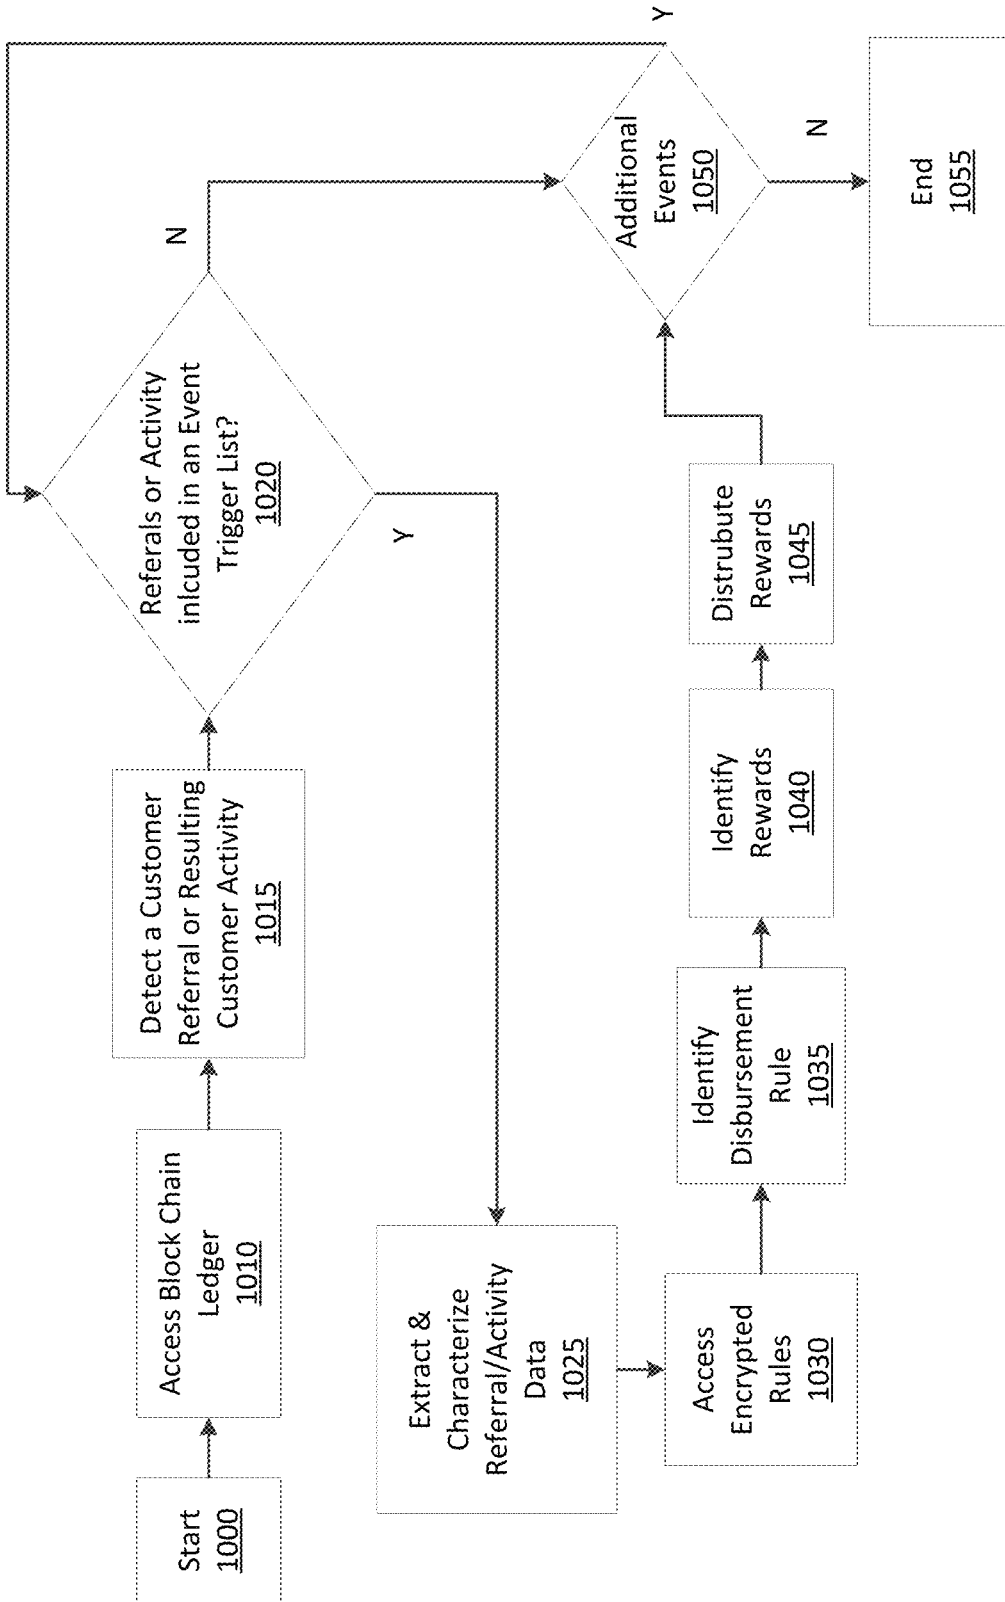 Start
1000
Access Block Chain
Ledger
1010
Detect a Customer
Referral or Resulting
Customer Activity
1015
Referals or Activity
inlcuded in an Event
Trigger List?
1020
N
Y
Extract &
Characterize
Referral/Activity
Data
1025
Access
Encrypted
Rules
1030
Identify
Disbursement
Rule
1035
Identify
Rewards
1040
Distrubute
Rewards
1045
Additional
Events
1050
Y
N
End
1055